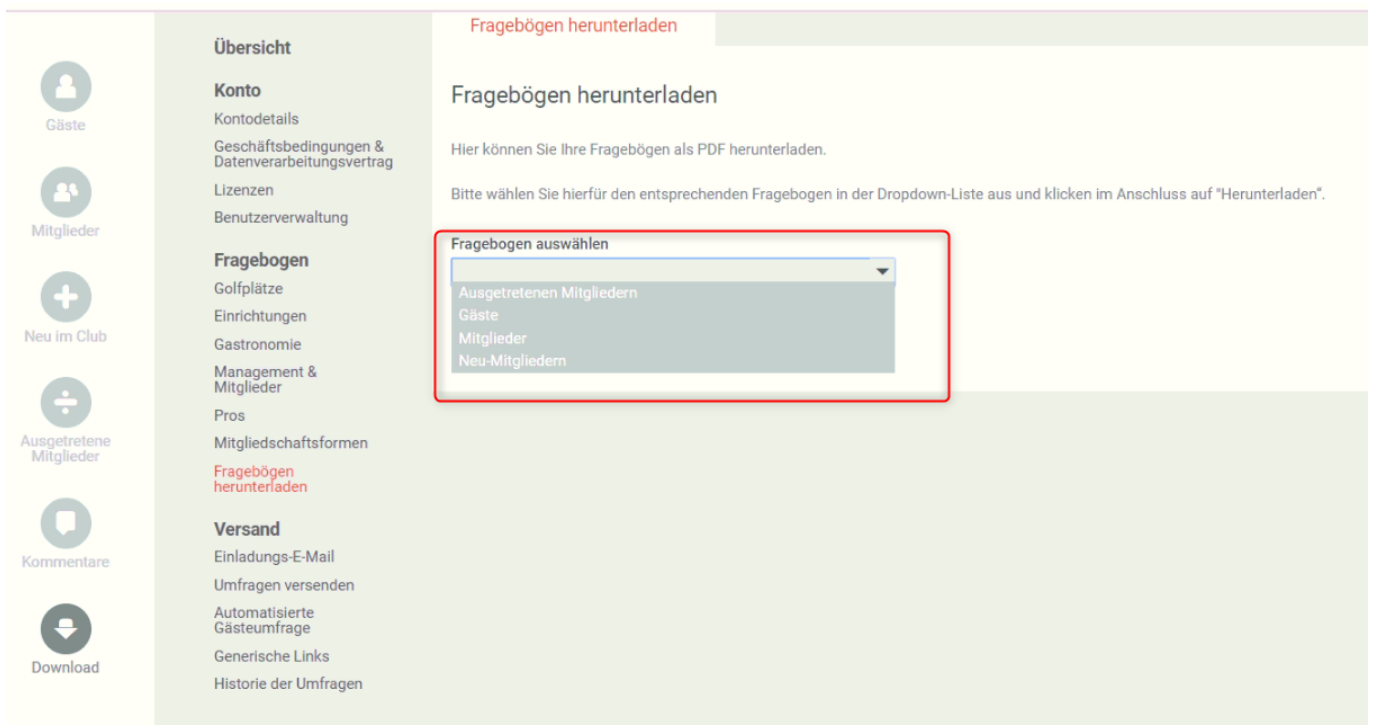 Gäste
Mitglieder
Neu im Club
Ausgetretene
Mitglieder
Kommentare
Download
Übersicht
Konto
Kontodetails
Geschäftsbedingungen &
Datenverarbeitungsvertrag
Lizenzen
Benutzerverwaltung
Fragebogen
Golfplätze
Einrichtungen
Gastronomie
Management &
Mitglieder
Pros
Mitgliedschaftsformen
Fragebögen
herunterladen
Versand
Einladungs-E-Mail
Umfragen versenden
Automatisierte
Gästeumfrage
Generische Links
Historie der Umfragen
Fragebögen herunterladen
Fragebögen herunterladen
Hier können Sie Ihre Fragebögen als PDF herunterladen.
Bitte wählen Sie hierfür den entsprechenden Fragebogen in der Dropdown-Liste aus und klicken im Anschluss auf "Herunterladen“.
Fragebogen auswählen
Ausgetretenen Mitgliedern
Gäste
Mitglieder
Neu-Mitgliedern